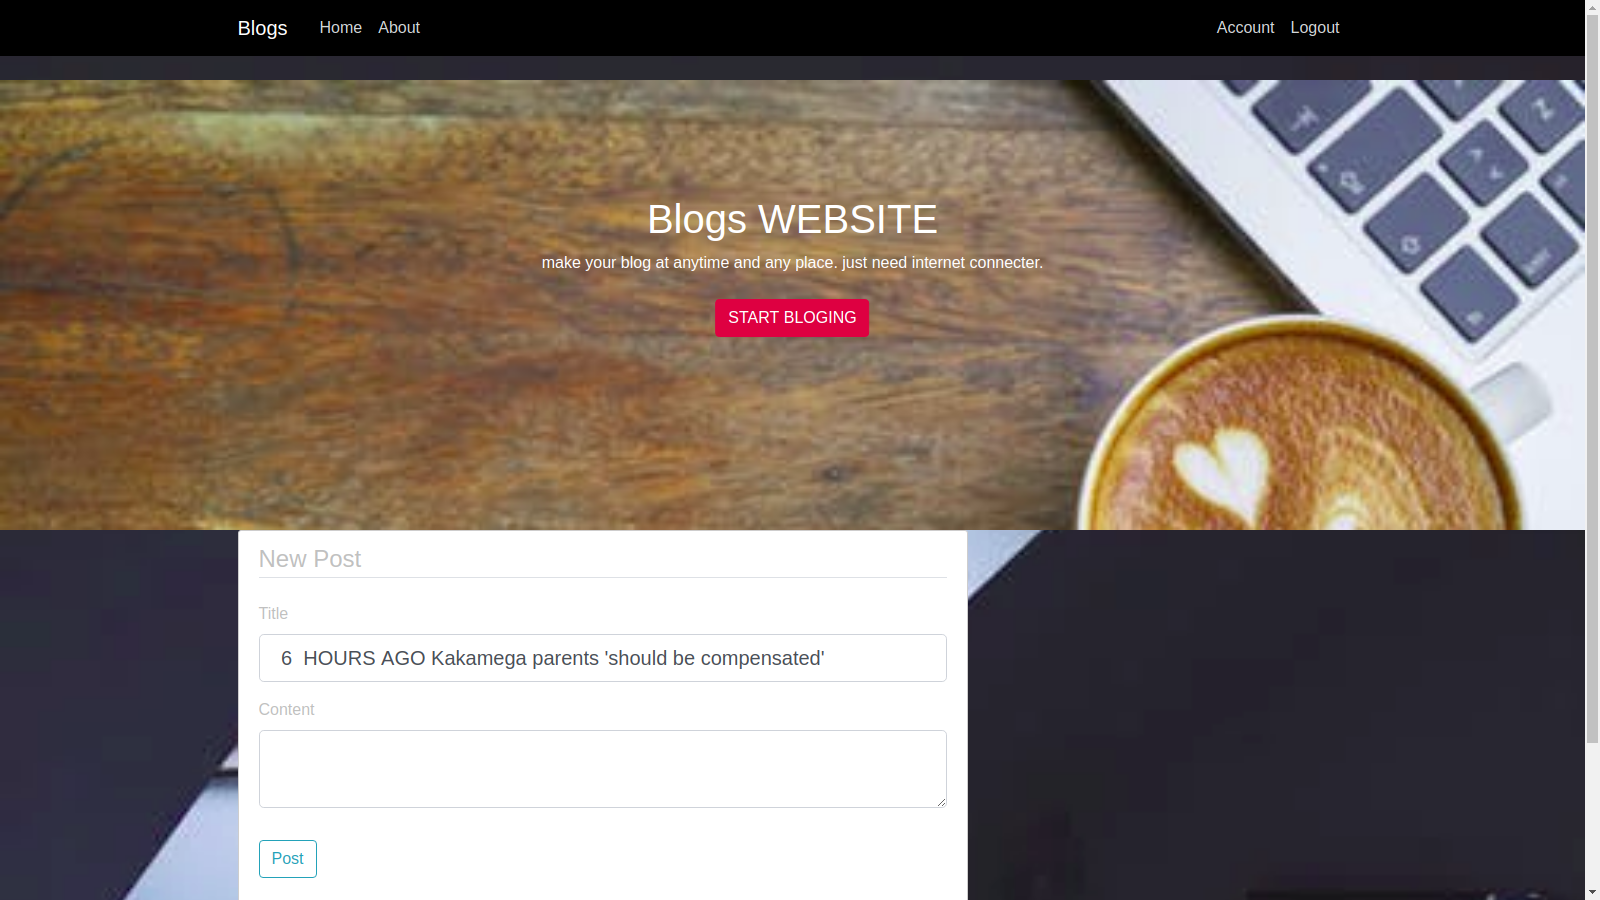 Blogs Home About Account Logout
Blogs WEBSITE
make your blog at anytime and any place. just need internet connecter.
START BLOGING
New Post
Title
6 HOURS AGO Kakamega parents 'should be compensated'
Content
Post